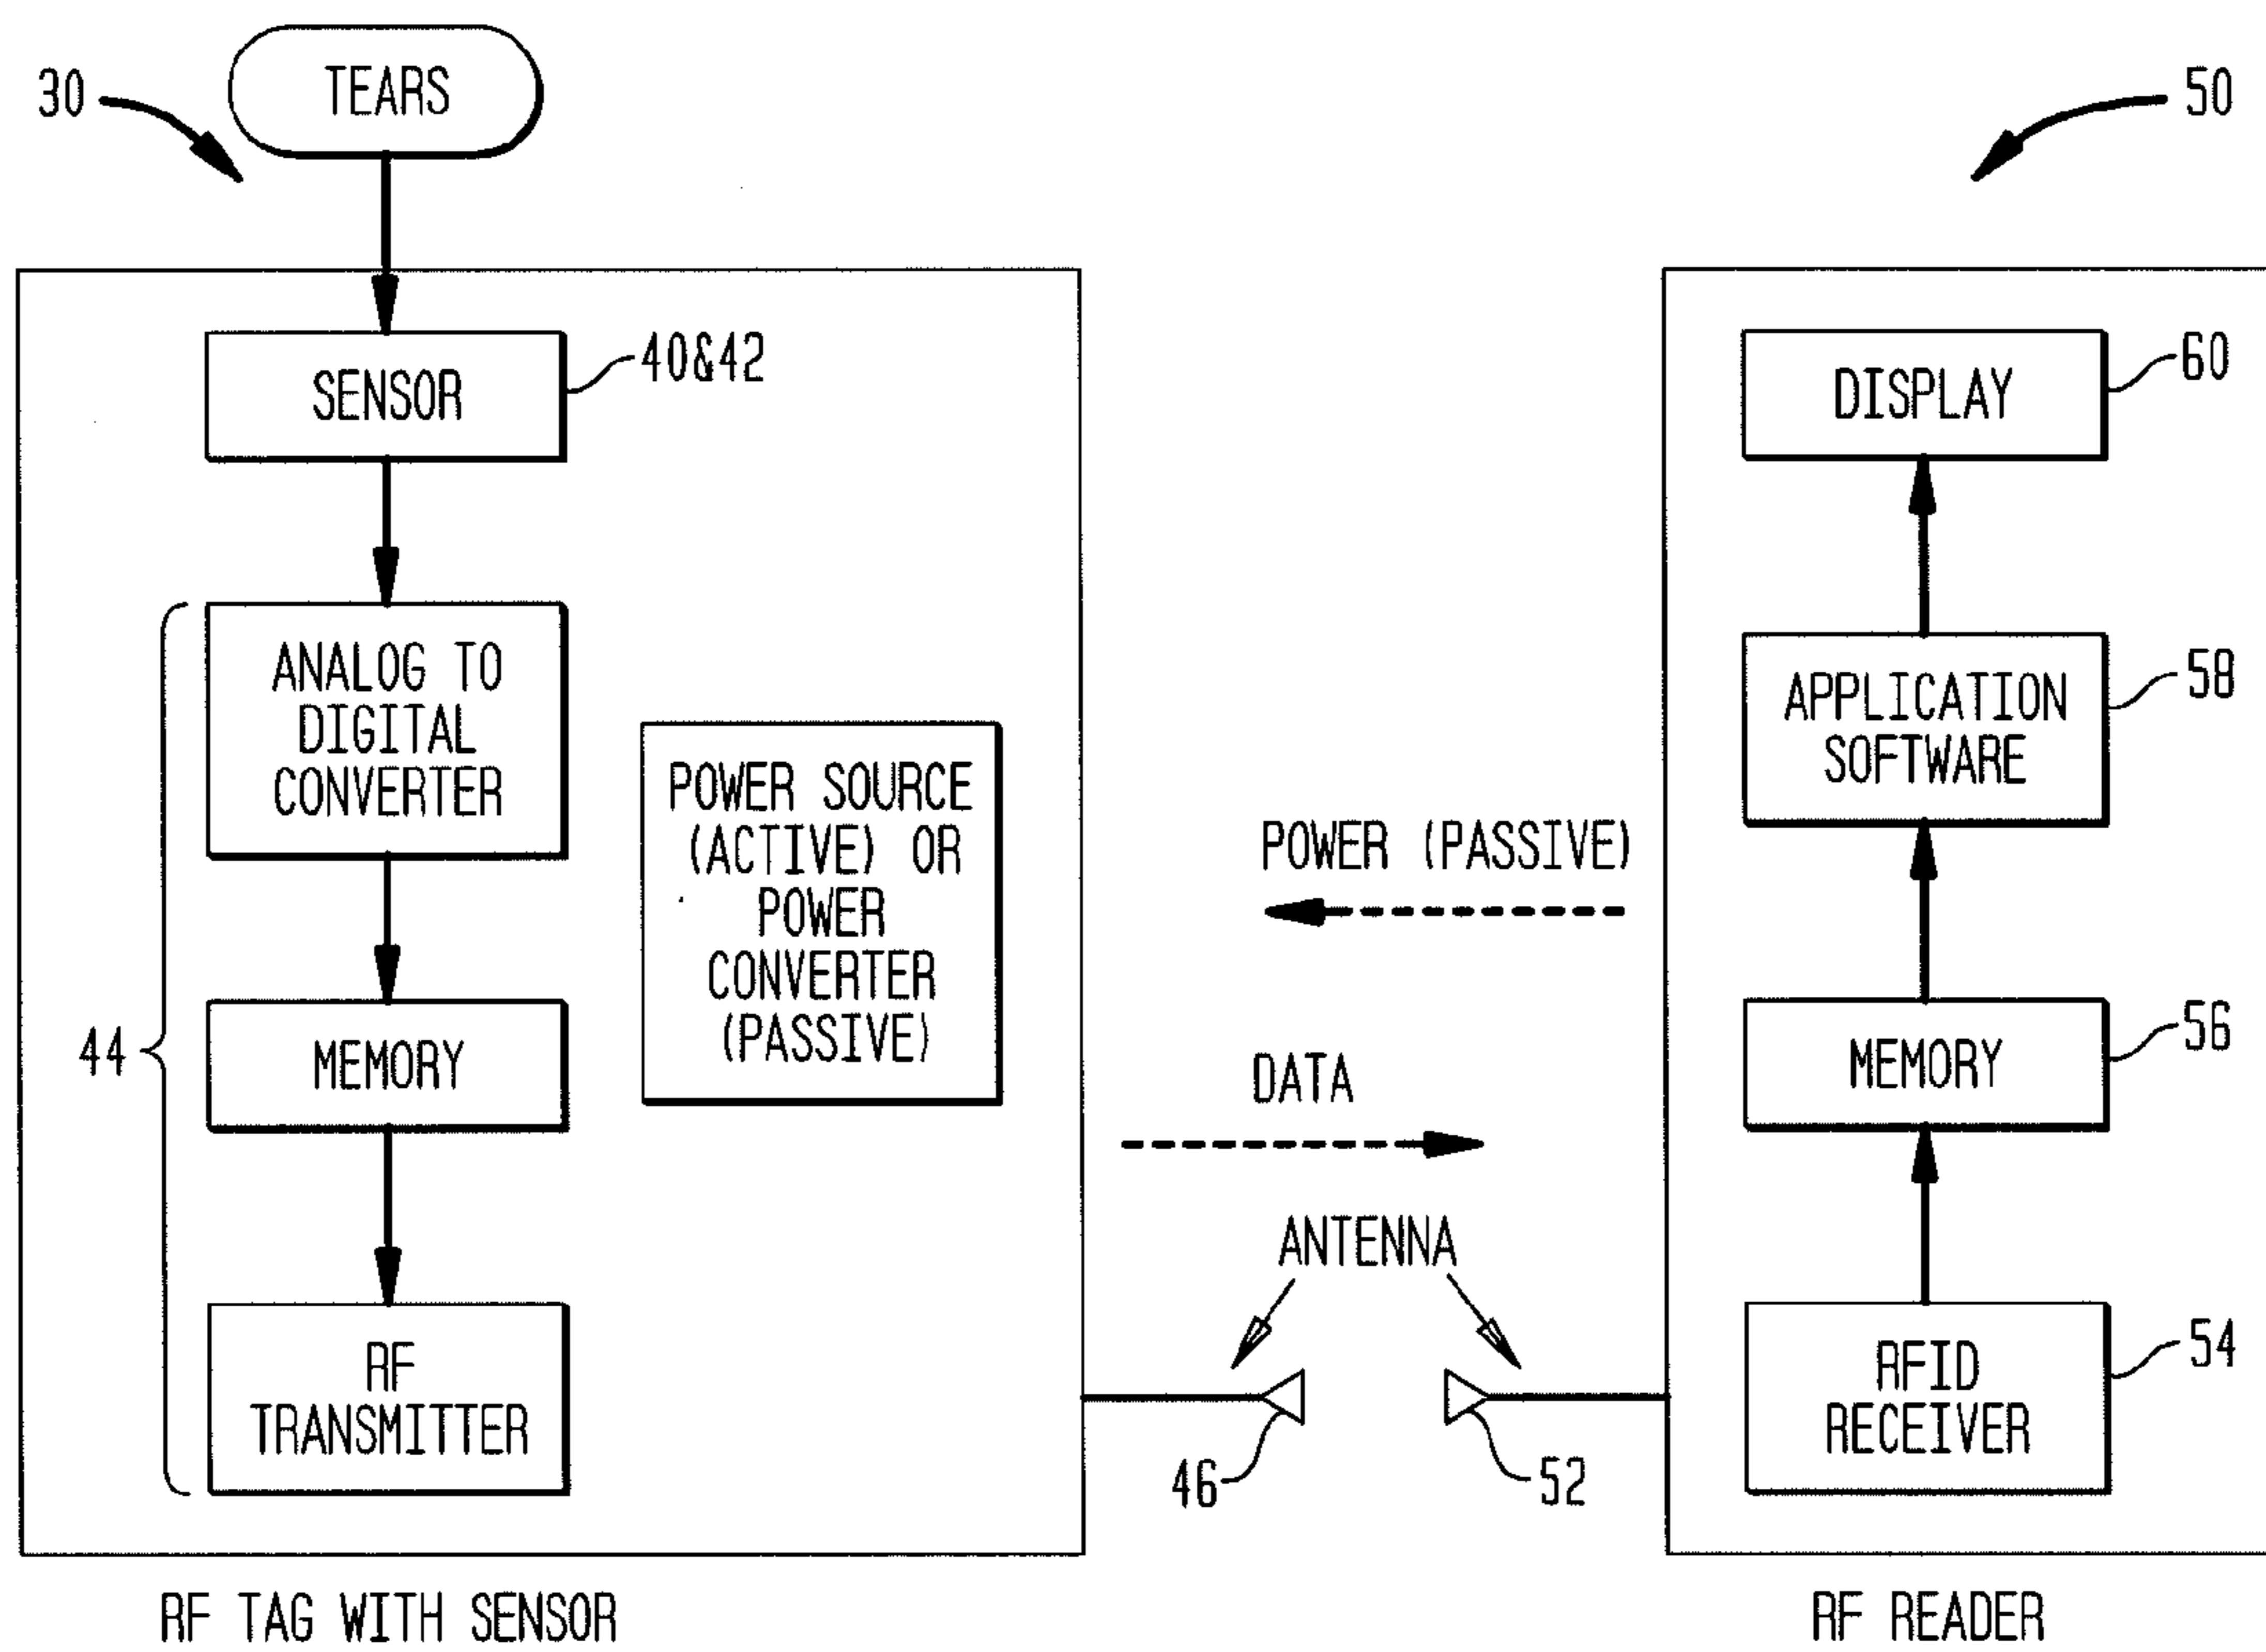 30
TEARS
50
SENSOR
40&42
DISPLAY
60
ANALOG TO
DIGITAL
CONVERTER
POWER SOURCE
(ACTIVE) OR
POWER
CONVERTER
(PASSIVE)
44
MEMORY
RF
TRANSMITTER
POWER (PASSIVE)
DATA
ANTENNA
46
52
APPLICATION
SOFTWARE
58
MEMORY
56
RFID
RECEIVER
54
RF TAG WITH SENSOR
RF READER